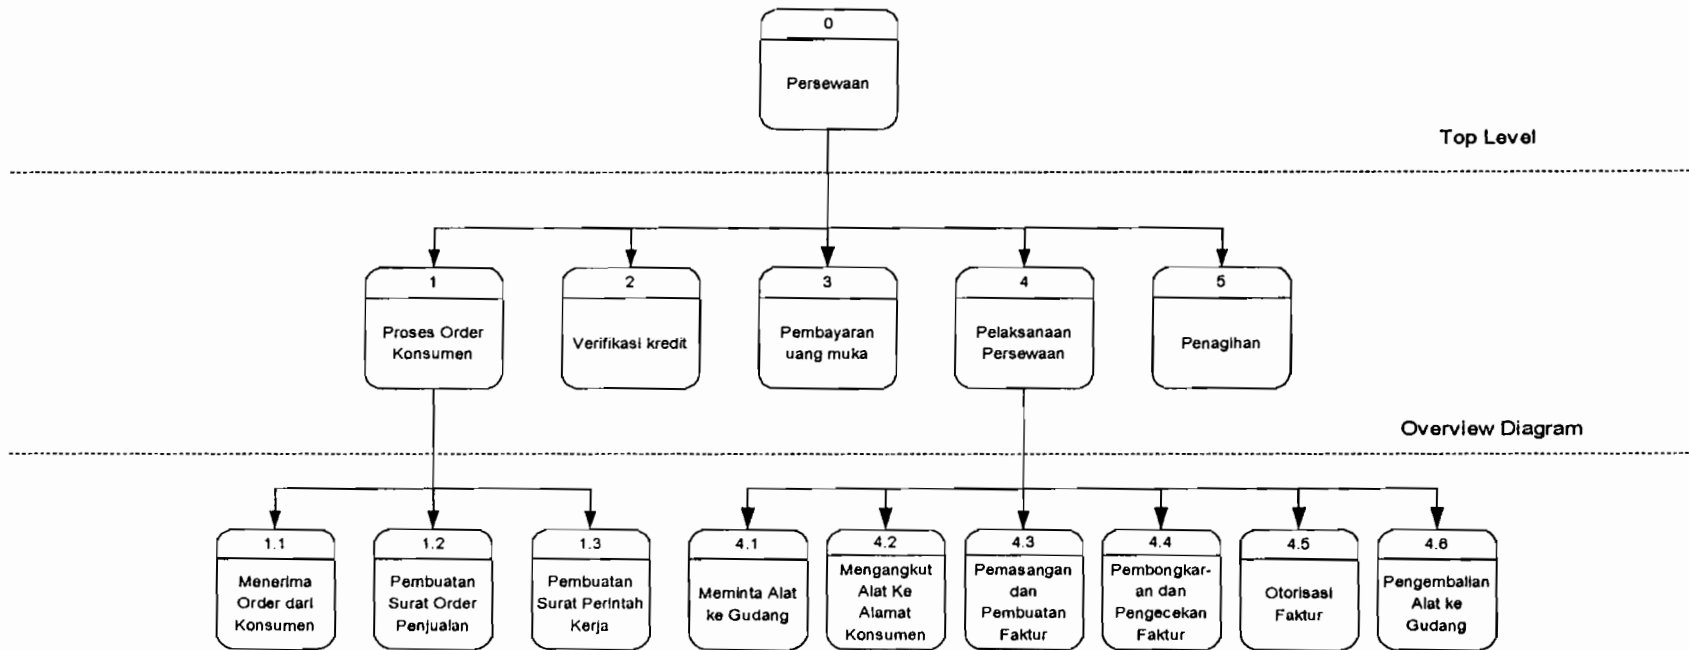 0
Persewaan
Top Level
1
Proses Order
Konsumen
2
Verifikasi kredit
3
Pembayaran
uang muka
4
Pelaksanaan
Persewaan
5
Penagihan
Overview Diagram
1.1
Menerima
Order dari
Konsumen
1.2
Pembuatan
Surat Order
Penjualan
1.3
Pembuatan
Surat Perintah
Kerja
4.1
Meminta Alat
ke Gudang
4.2
Mengangkut
Alat Ke
Alamat
Konsumen
4.3
Pemasangan
dan
Pembuatan
Faktur
4.4
Pembongkar-
an dan
Pengecekan
Faktur
4.5
Otorisasi
Faktur
4.6
Pengembalian
Alat ke
Gudang